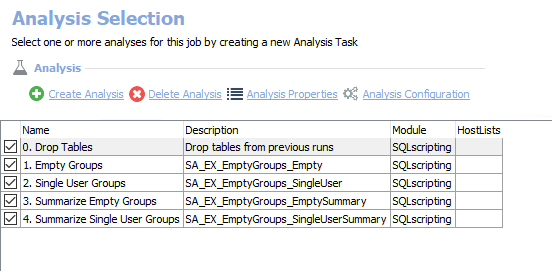 Analysis Selection
Select one or more analyses for this job by creating a new Analysis Task
Analysis
Create Analysis Delete Analysis Analysis Properties Analysis Configuration
Name Description Module HostLists
0. Drop Tables Drop tables from previous runs SQLscripting
1. Empty Groups SA_EX_EmptyGroups_Empty SQLscripting
2. Single User Groups SA_EX_EmptyGroups_SingleUser SQLscripting
3. Summarize Empty Groups SA_EX_EmptyGroups_EmptySummary SQLscripting
4. Summarize Single User Groups SA_EX_EmptyGroups_SingleUserSummary SQLscripting